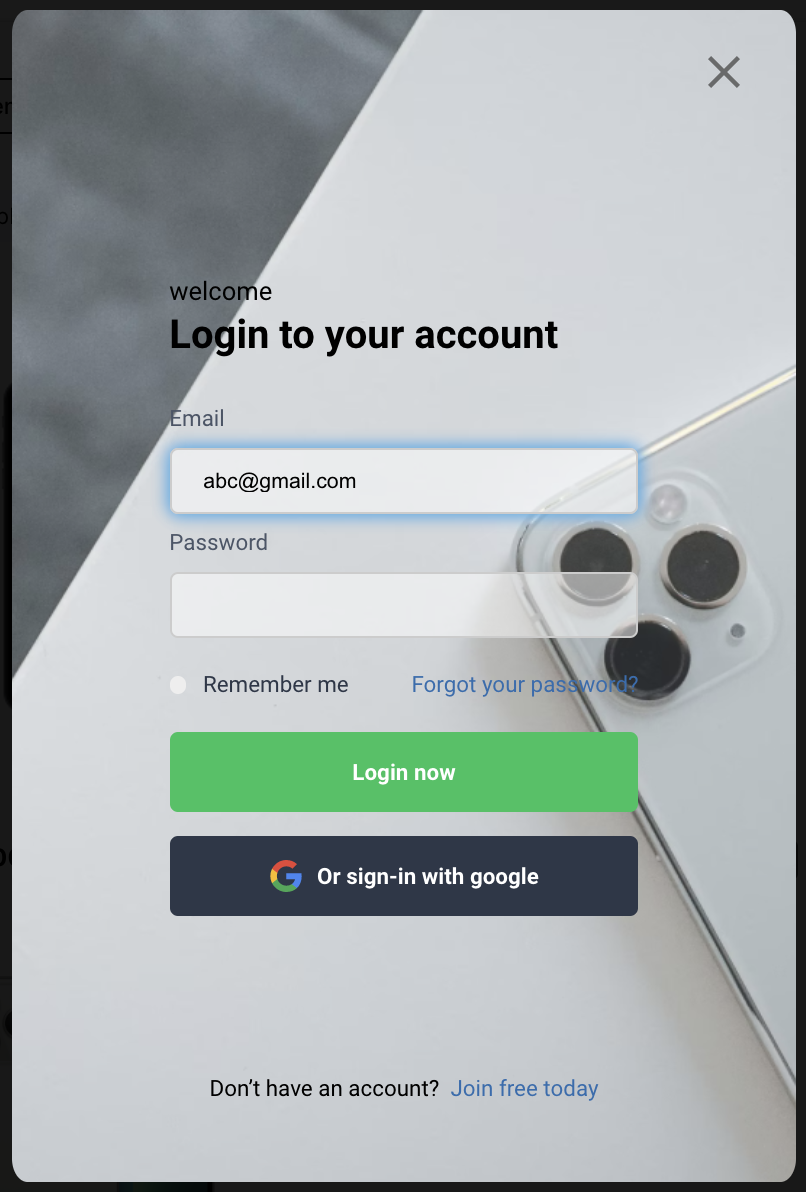 welcome
Login to your account
Email
abc@gmail.com
Password
Remember me Forgot your password?
Login now
Or sign-in with google
Don’t have an account? Join free today